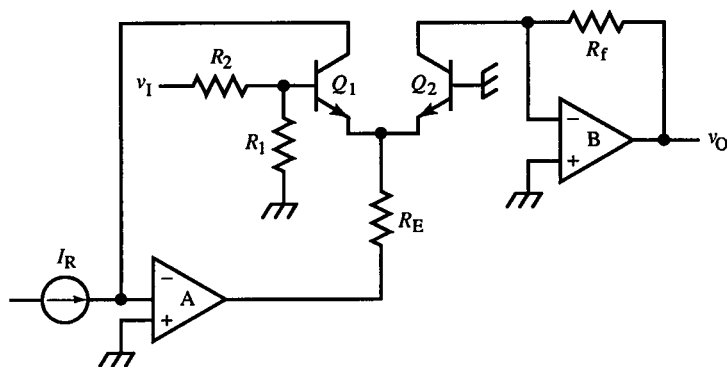 R2
Rf
vI
Q1
Q2
−
B
+
vO
R1
RE
IR
−
A
+